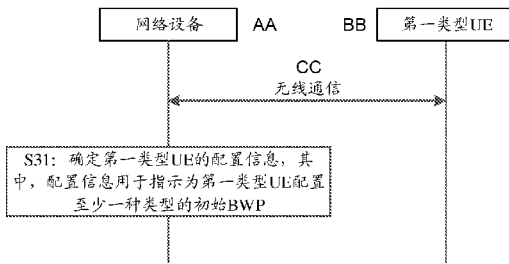 网络设备 AA BB 第一类型UE
CC
无线通信
S31：确定第一类型UE的配置信息，其
中，配置信息用于指示为第一类型UE配置
至少一种类型的初始BWP